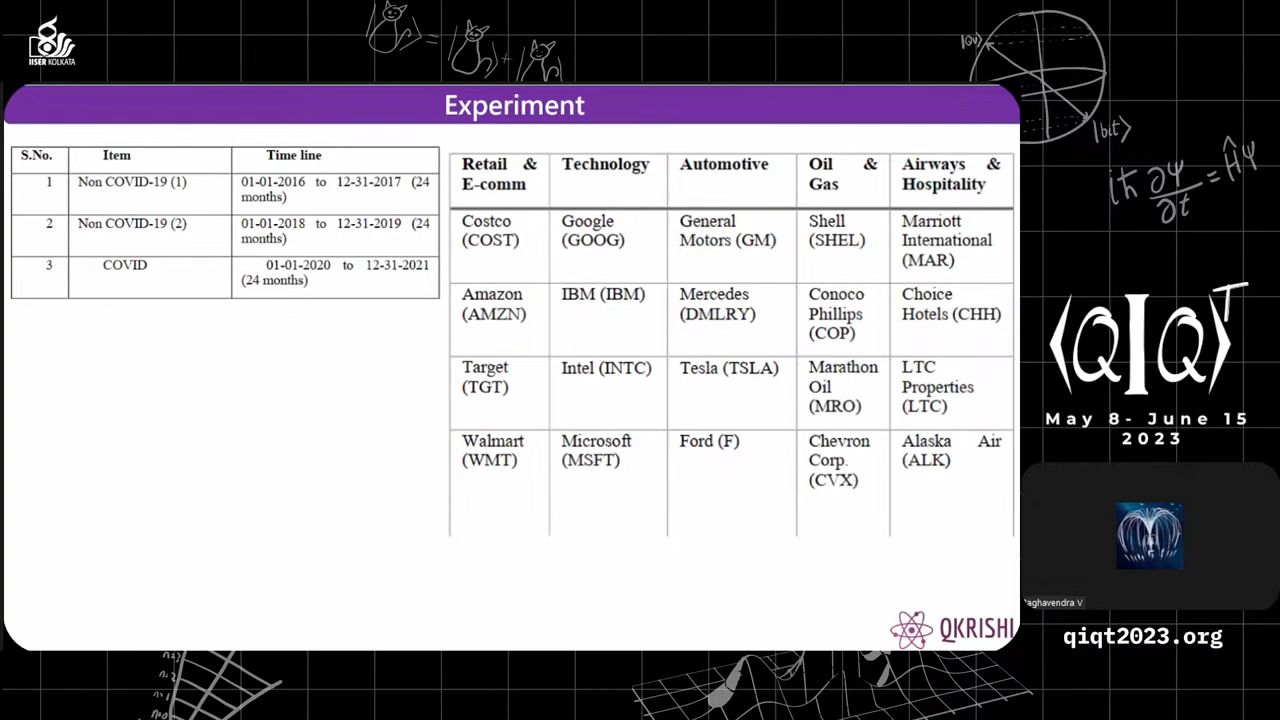 IISER KOLKATA
Experiment
S.No. Item Time line
1 Non COVID-19 (1) 01-01-2016 to 12-31-2017 (24
months)
2 Non COVID-19 (2) 01-01-2018 to 12-31-2019 (24
months)
3 COVID 01-01-2020 to 12-31-2021
(24 months)
Retail & Technology Automotive Oil & Airways &
E-comm Gas Hospitality
Costco Google General Shell Marriott
(COST) (GOOG) Motors (GM) (SHEL) International
(MAR)
Amazon IBM (IBM) Mercedes Conoco Choice
(AMZN) (DMLRY) Phillips Hotels (CHH)
(COP)
Target Intel (INTC) Tesla (TSLA) Marathon LTC
(TGT) Oil Properties
(MRO) (LTC)
Walmart Microsoft Ford (F) Chevron Alaska Air
(WMT) (MSFT) Corp. (ALK)
(CVX)
QKRISHI
|0υ⟩
|bit⟩
iħ ∂ψ/∂t = Ĥψ
⟨QIQ⟩T
May 8- June 15
2023
aghavendra V
qiqt2023.org
n=2
n=1
n=0